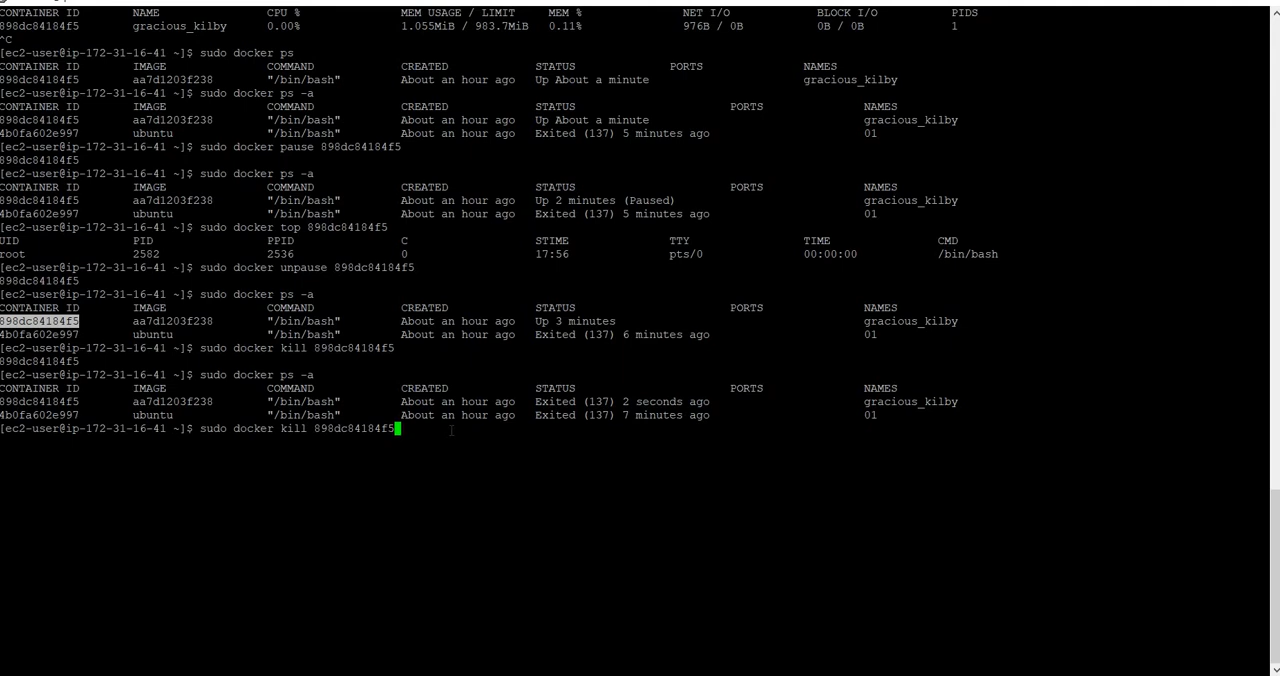 CONTAINER ID NAME CPU % MEM USAGE / LIMIT MEM % NET I/O BLOCK I/O PIDS
898dc84184f5 gracious_kilby 0.00% 1.055MiB / 983.7MiB 0.11% 976B / 0B 0B / 0B 1
^C
[ec2-user@ip-172-31-16-41 ~]$ sudo docker ps
CONTAINER ID IMAGE COMMAND CREATED STATUS PORTS NAMES
898dc84184f5 aa7d1203f238 "/bin/bash" About an hour ago Up About a minute gracious_kilby
[ec2-user@ip-172-31-16-41 ~]$ sudo docker ps -a
CONTAINER ID IMAGE COMMAND CREATED STATUS PORTS NAMES
898dc84184f5 aa7d1203f238 "/bin/bash" About an hour ago Up About a minute gracious_kilby
4b0fa602e997 ubuntu "/bin/bash" About an hour ago Exited (137) 5 minutes ago 01
[ec2-user@ip-172-31-16-41 ~]$ sudo docker pause 898dc84184f5
898dc84184f5
[ec2-user@ip-172-31-16-41 ~]$ sudo docker ps -a
CONTAINER ID IMAGE COMMAND CREATED STATUS PORTS NAMES
898dc84184f5 aa7d1203f238 "/bin/bash" About an hour ago Up 2 minutes (Paused) gracious_kilby
4b0fa602e997 ubuntu "/bin/bash" About an hour ago Exited (137) 5 minutes ago 01
[ec2-user@ip-172-31-16-41 ~]$ sudo docker top 898dc84184f5
UID PID PPID C STIME TTY TIME CMD
root 2582 2536 0 17:56 pts/0 00:00:00 /bin/bash
[ec2-user@ip-172-31-16-41 ~]$ sudo docker unpause 898dc84184f5
898dc84184f5
[ec2-user@ip-172-31-16-41 ~]$ sudo docker ps -a
CONTAINER ID IMAGE COMMAND CREATED STATUS PORTS NAMES
898dc84184f5 aa7d1203f238 "/bin/bash" About an hour ago Up 3 minutes gracious_kilby
4b0fa602e997 ubuntu "/bin/bash" About an hour ago Exited (137) 6 minutes ago 01
[ec2-user@ip-172-31-16-41 ~]$ sudo docker kill 898dc84184f5
898dc84184f5
[ec2-user@ip-172-31-16-41 ~]$ sudo docker ps -a
CONTAINER ID IMAGE COMMAND CREATED STATUS PORTS NAMES
898dc84184f5 aa7d1203f238 "/bin/bash" About an hour ago Exited (137) 2 seconds ago gracious_kilby
4b0fa602e997 ubuntu "/bin/bash" About an hour ago Exited (137) 7 minutes ago 01
[ec2-user@ip-172-31-16-41 ~]$ sudo docker kill 898dc84184f5